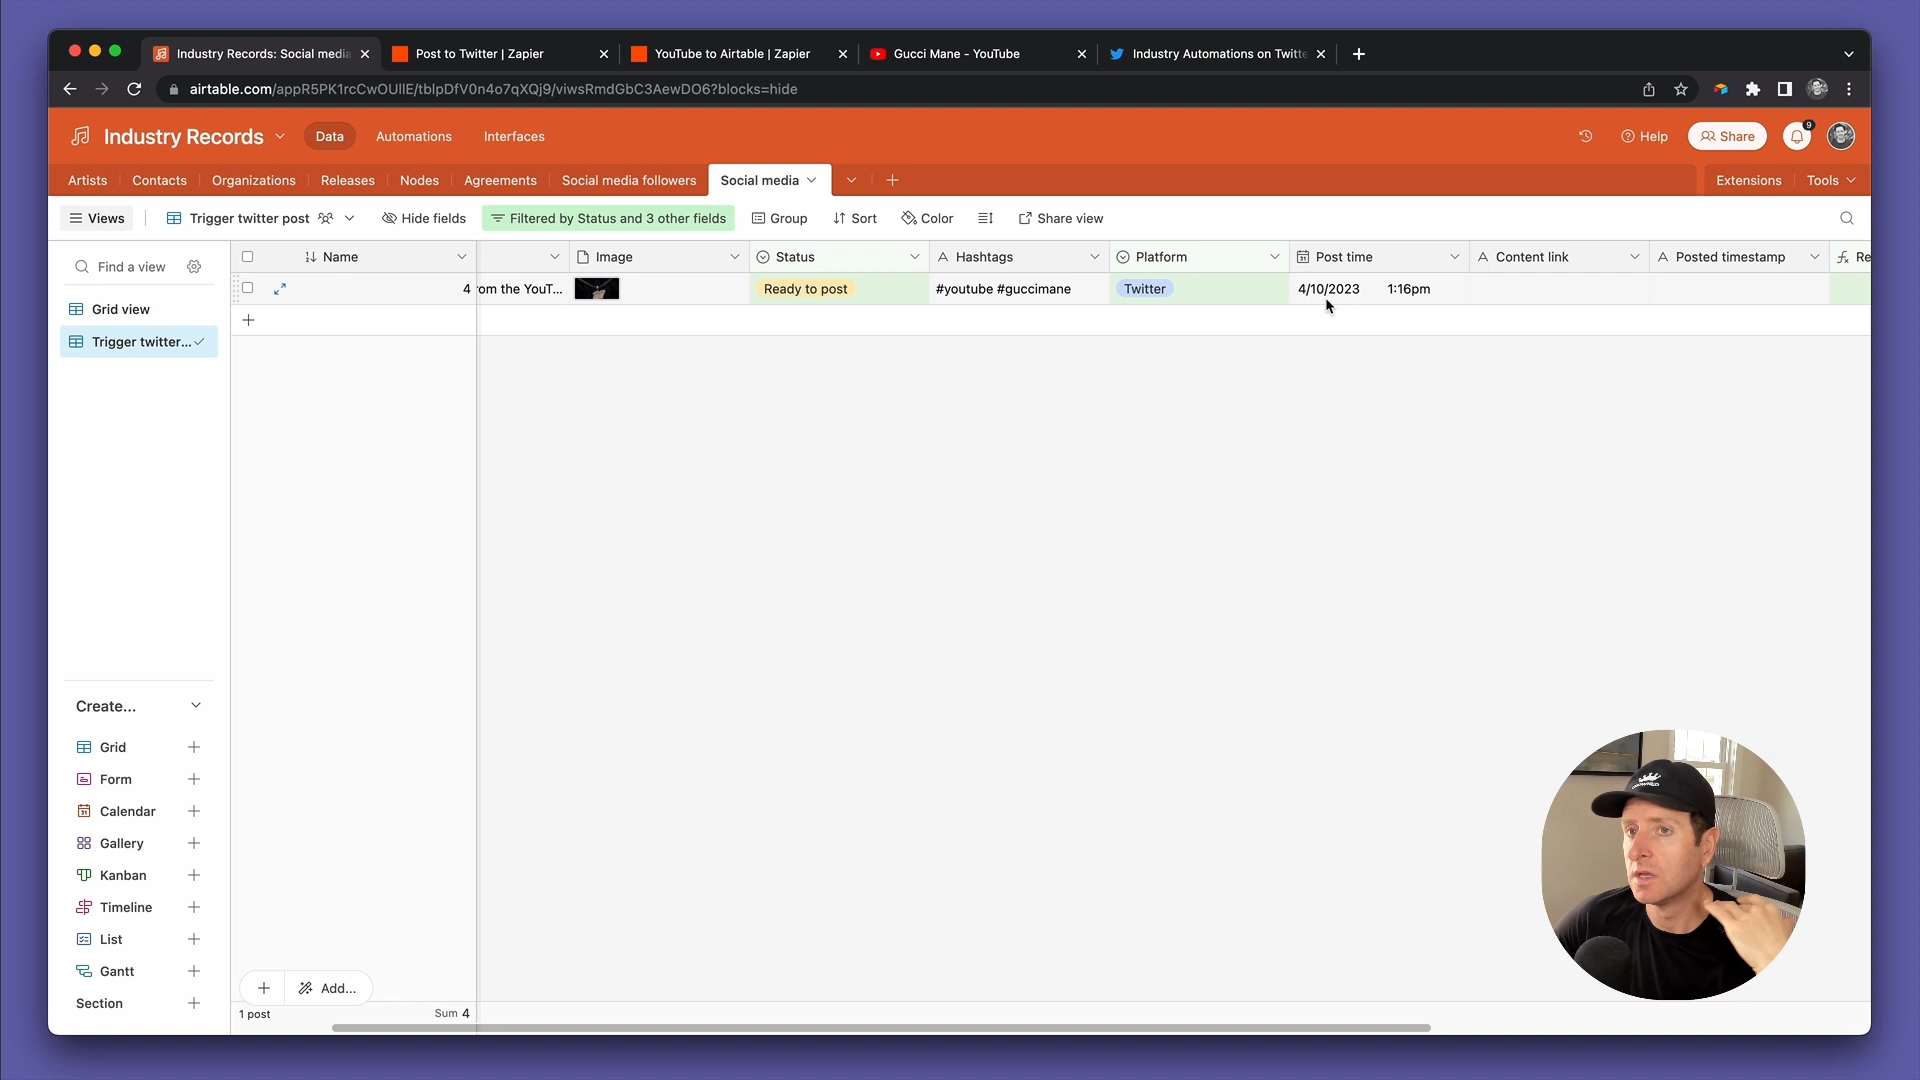 Industry Records: Social media
Post to Twitter | Zapier
YouTube to Airtable | Zapier
Gucci Mane - YouTube
Industry Automations on Twitte
airtable.com/appR5PK1rcCwOUIlE/tblpDfV0n4o7qXQj9/viwsRmdGbC3AewDO6?blocks=hide
Industry Records
Data
Automations
Interfaces
Help
Share
9
Artists
Contacts
Organizations
Releases
Nodes
Agreements
Social media followers
Social media
Extensions
Tools
Views
Trigger twitter post
Hide fields
Filtered by Status and 3 other fields
Group
Sort
Color
Share view
Find a view
Name
Image
Status
Hashtags
Platform
Post time
Content link
Posted timestamp
Re
4
rom the YouT...
Ready to post
#youtube #guccimane
Twitter
4/10/2023 1:16pm
Grid view
Trigger twitter...
Create...
Grid
Form
Calendar
Gallery
Kanban
Timeline
List
Gantt
Section
Add...
1 post
Sum 4